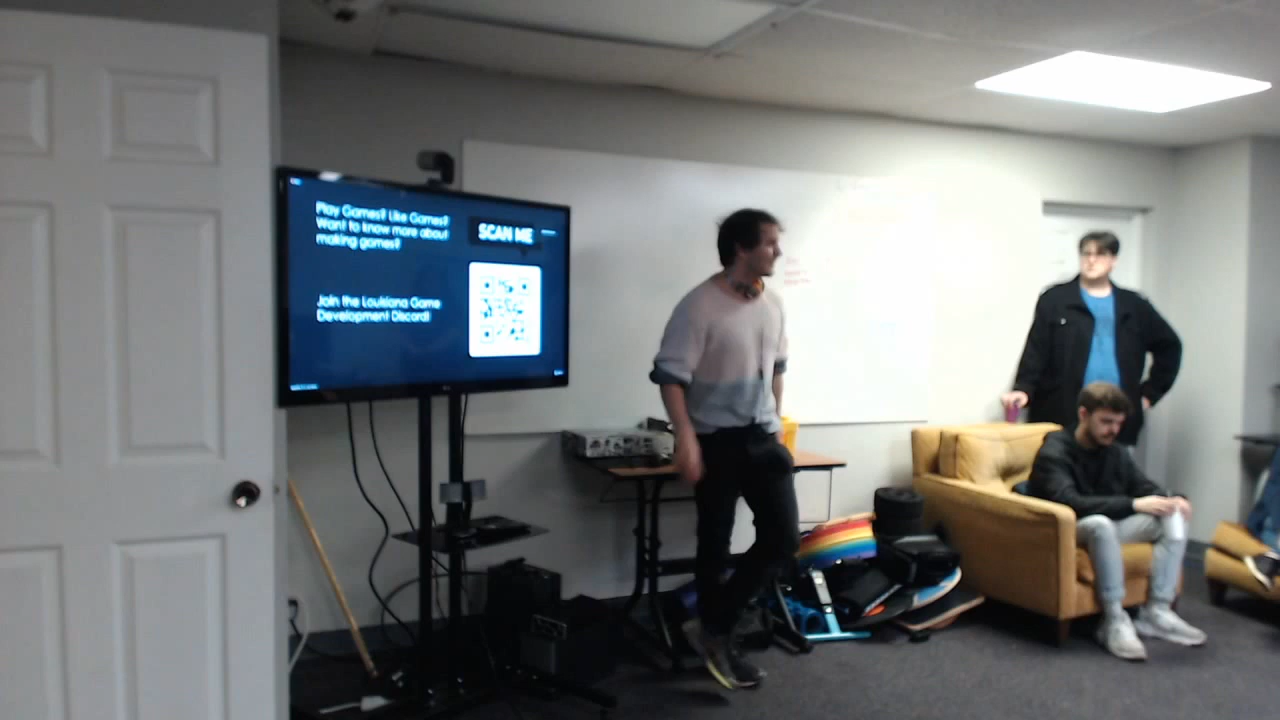 Play Games? Like Games?
Want to know more about
making games?
SCAN ME
Join the Louisiana Game
Development Discord!